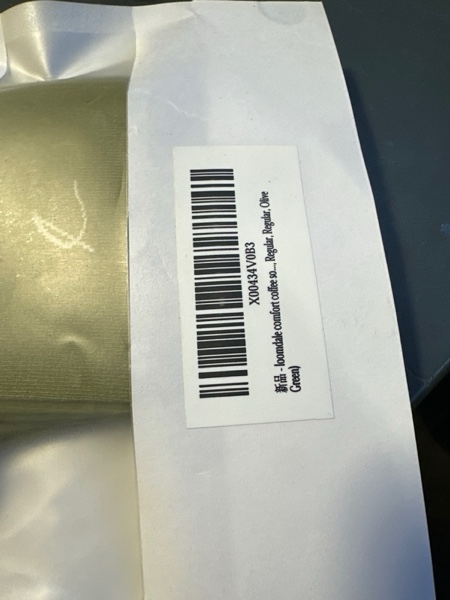 X00434V0B3
新品 - loomdale comfort coffee so..., Regular, Regular, Olive
Green)